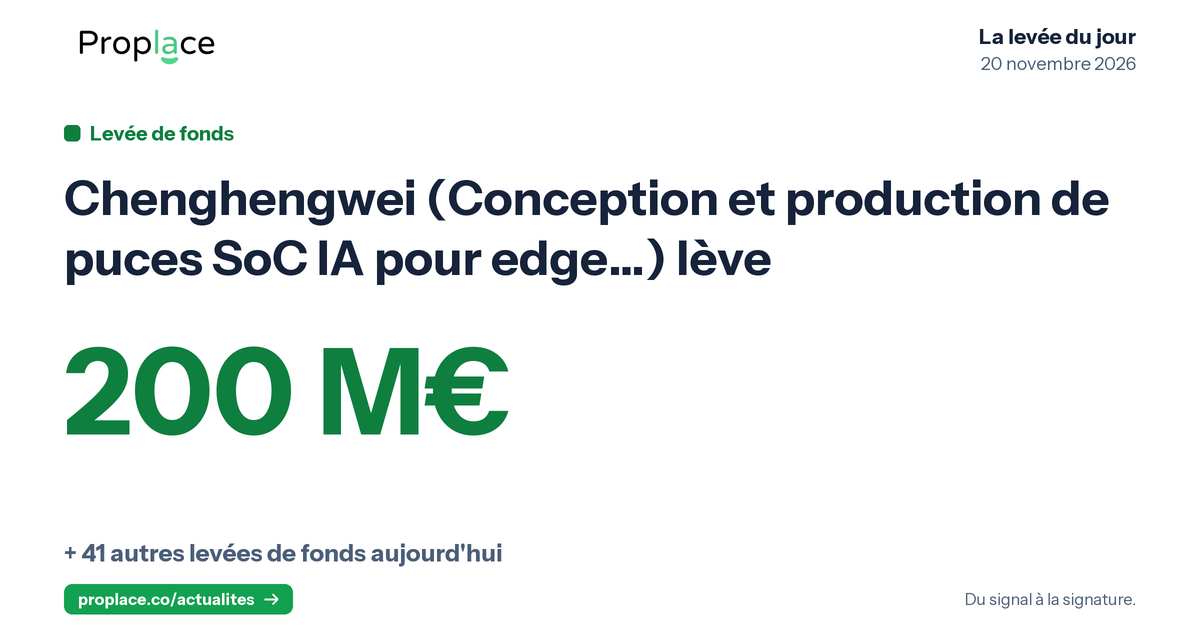 Proplace
La levée du jour
20 novembre 2026
Levée de fonds
Chenghengwei (Conception et production de
puces SoC IA pour edge...) lève
200 M€
+ 41 autres levées de fonds aujourd'hui
proplace.co/actualites →
Du signal à la signature.